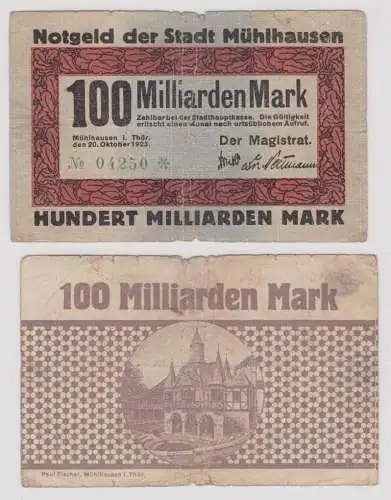 Notgeld der Stadt Mühlhausen
100 Milliarden Mark
Zahlbar bei der Stadthauptkasse. Die Gültigkeit
erlischt einen Monat nach ortsüblichem Aufruf.
Mühlhausen i. Thür.
den 20. Oktober 1923.
Der Magistrat.
№ 04250 *
HUNDERT MILLIARDEN MARK
100 Milliarden Mark
Paul Fischer, Mühlhausen i. Thür.